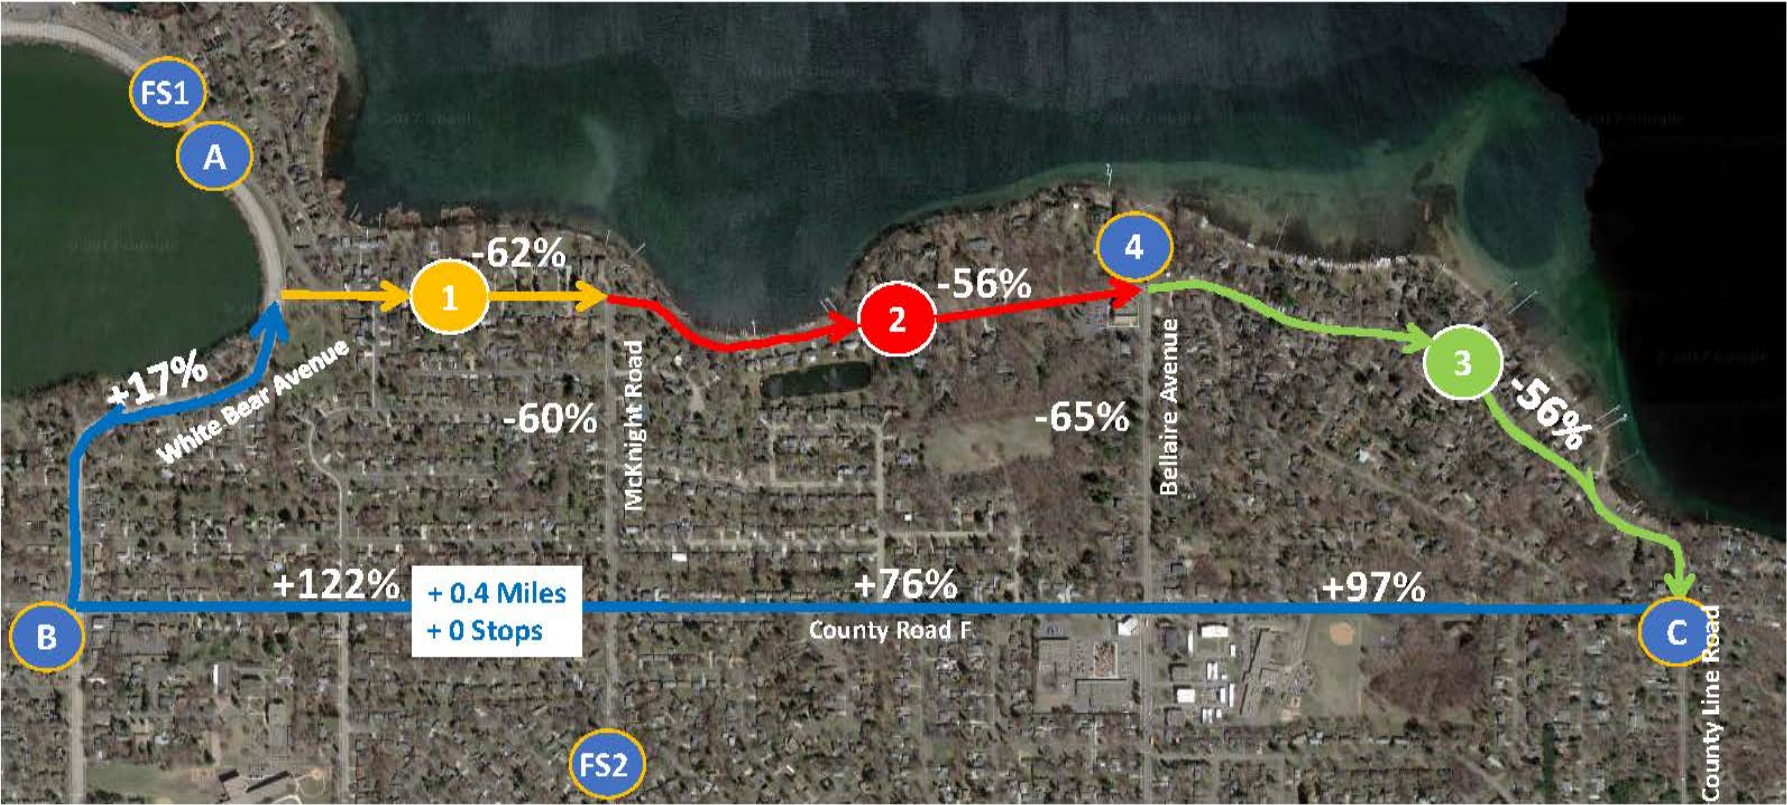 FS1
A
-62%
1
4
-56%
2
3
-56%
+17%
White Bear Avenue
McKnight Road
-60%
-65%
Bellaire Avenue
+122%
+ 0.4 Miles
+ 0 Stops
+76%
+97%
County Road F
B
C
County Line Road
FS2